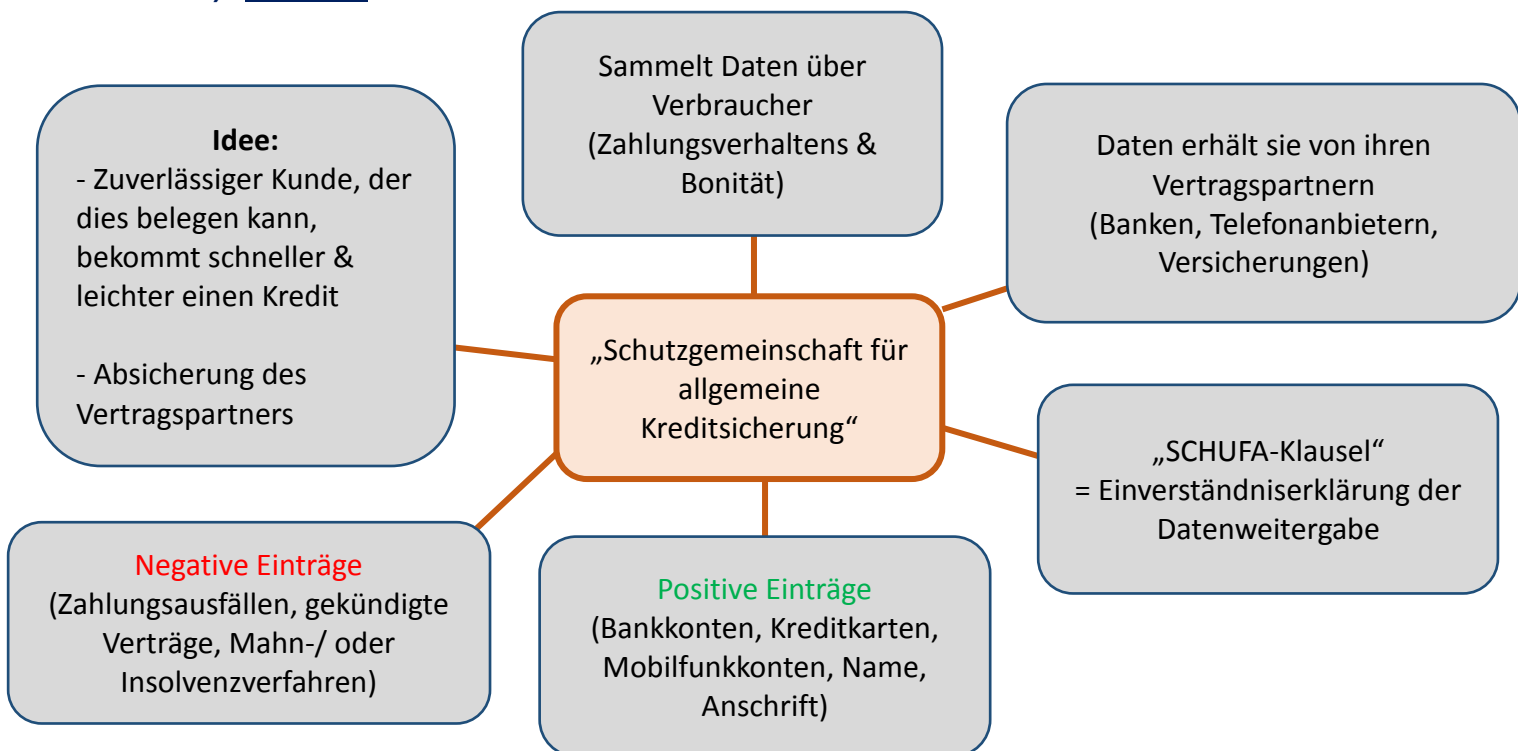 Sammelt Daten über
Verbraucher
(Zahlungsverhaltens &
Bonität)
Idee:
- Zuverlässiger Kunde, der
dies belegen kann,
bekommt schneller &
leichter einen Kredit
- Absicherung des
Vertragspartners
Daten erhält sie von ihren
Vertragspartnern
(Banken, Telefonanbietern,
Versicherungen)
„Schutzgemeinschaft für
allgemeine
Kreditsicherung“
„SCHUFA-Klausel“
= Einverständniserklärung der
Datenweitergabe
Negative Einträge
(Zahlungsausfällen, gekündigte
Verträge, Mahn-/ oder
Insolvenzverfahren)
Positive Einträge
(Bankkonten, Kreditkarten,
Mobilfunkkonten, Name,
Anschrift)